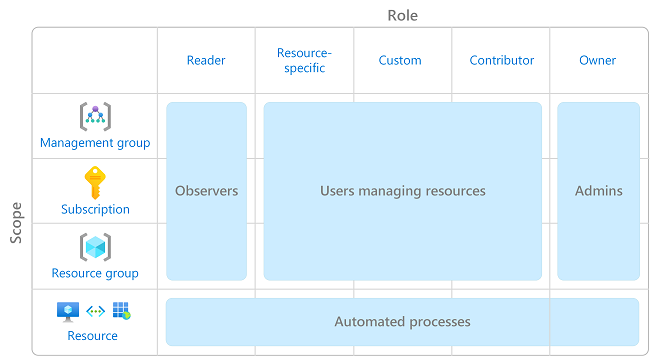 Role
Reader
Resource-
specific
Custom
Contributor
Owner
Scope
Management group
Subscription
Resource group
Resource
Observers
Users managing resources
Admins
Automated processes